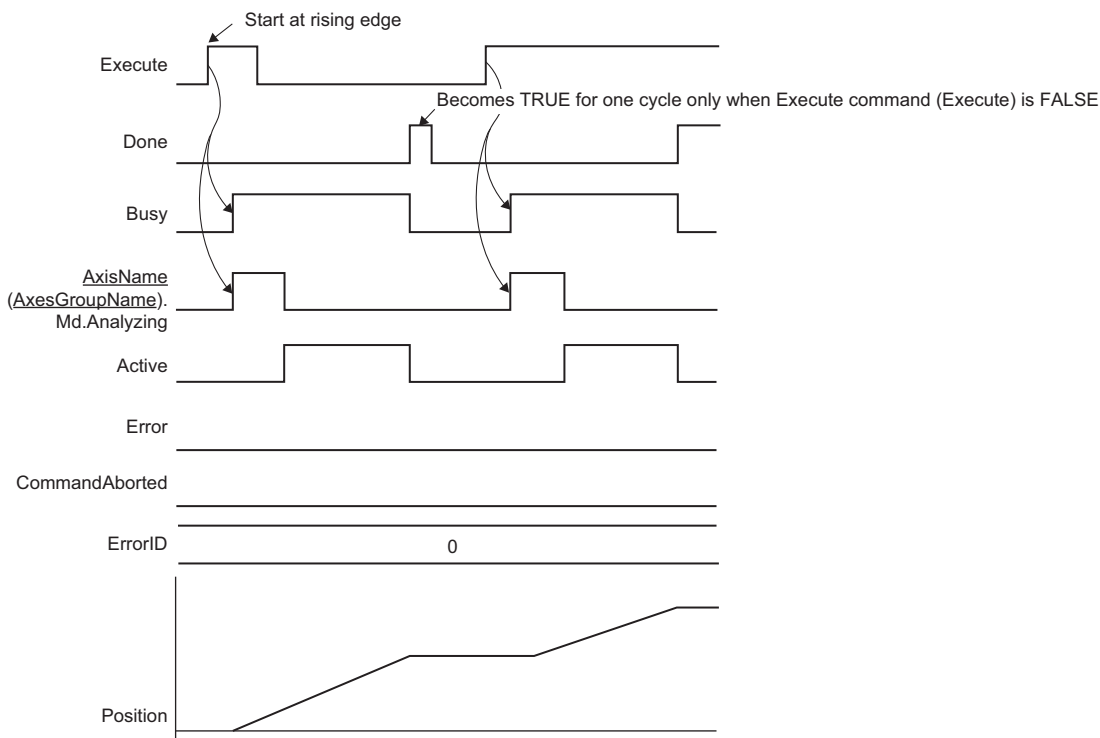 Start at rising edge
Execute
Becomes TRUE for one cycle only when Execute command (Execute) is FALSE
Done
Busy
AxisName
(AxesGroupName).
Md.Analyzing
Active
Error
CommandAborted
ErrorID
0
Position